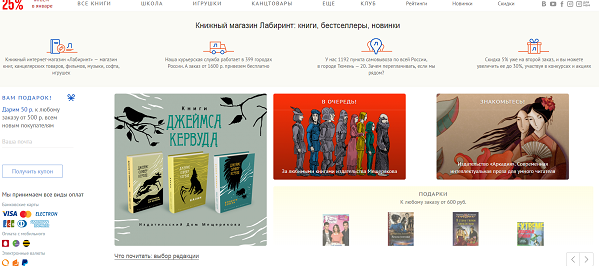 25%
в январе
ВСЕ КНИГИ
ШКОЛА
ИГРУШКИ
КАНЦТОВАРЫ
ЕЩЕ
КЛУБ
Рейтинги
Новинки
Скидки
Книжный магазин Лабиринт: книги, бестселлеры, новинки
Книжный интернет-магазин «Лабиринт» — магазин
книг, канцелярских товаров, фильмов, музыки, софта,
игрушек
Наша курьерская служба работает в 399 городах
России. А заказ от 1600 р. привезем бесплатно
У нас 1192 пункта самовывоза по всей России,
в городе Тюмень — 20. Зачем переплачивать, если мы
рядом?
Скидка 5% уже на второй заказ, и вы можете
увеличить ее до 30%, участвуя в конкурсах и акциях
ВАМ ПОДАРОК!
Дарим 50 р. к любому
заказу от 500 р. всем
новым покупателям
Ваша почта
Получить купон
Мы принимаем все виды оплат
Банковские карты
VISA
ELECTRON
Оплата с мобильного
Электронные валюты
Книги
ДЖЕЙМСА
КЕРВУДА
Издательский Дом Мещерякова
В ОЧЕРЕДЬ!
За любимыми книгами издательства Мещерякова
ЗНАКОМЬТЕСЬ!
Издательство «Аркадия». Современная
интеллектуальная проза для умного читателя
ПОДАРКИ
К любому заказу от 600 руб.
Что почитать: выбор редакции